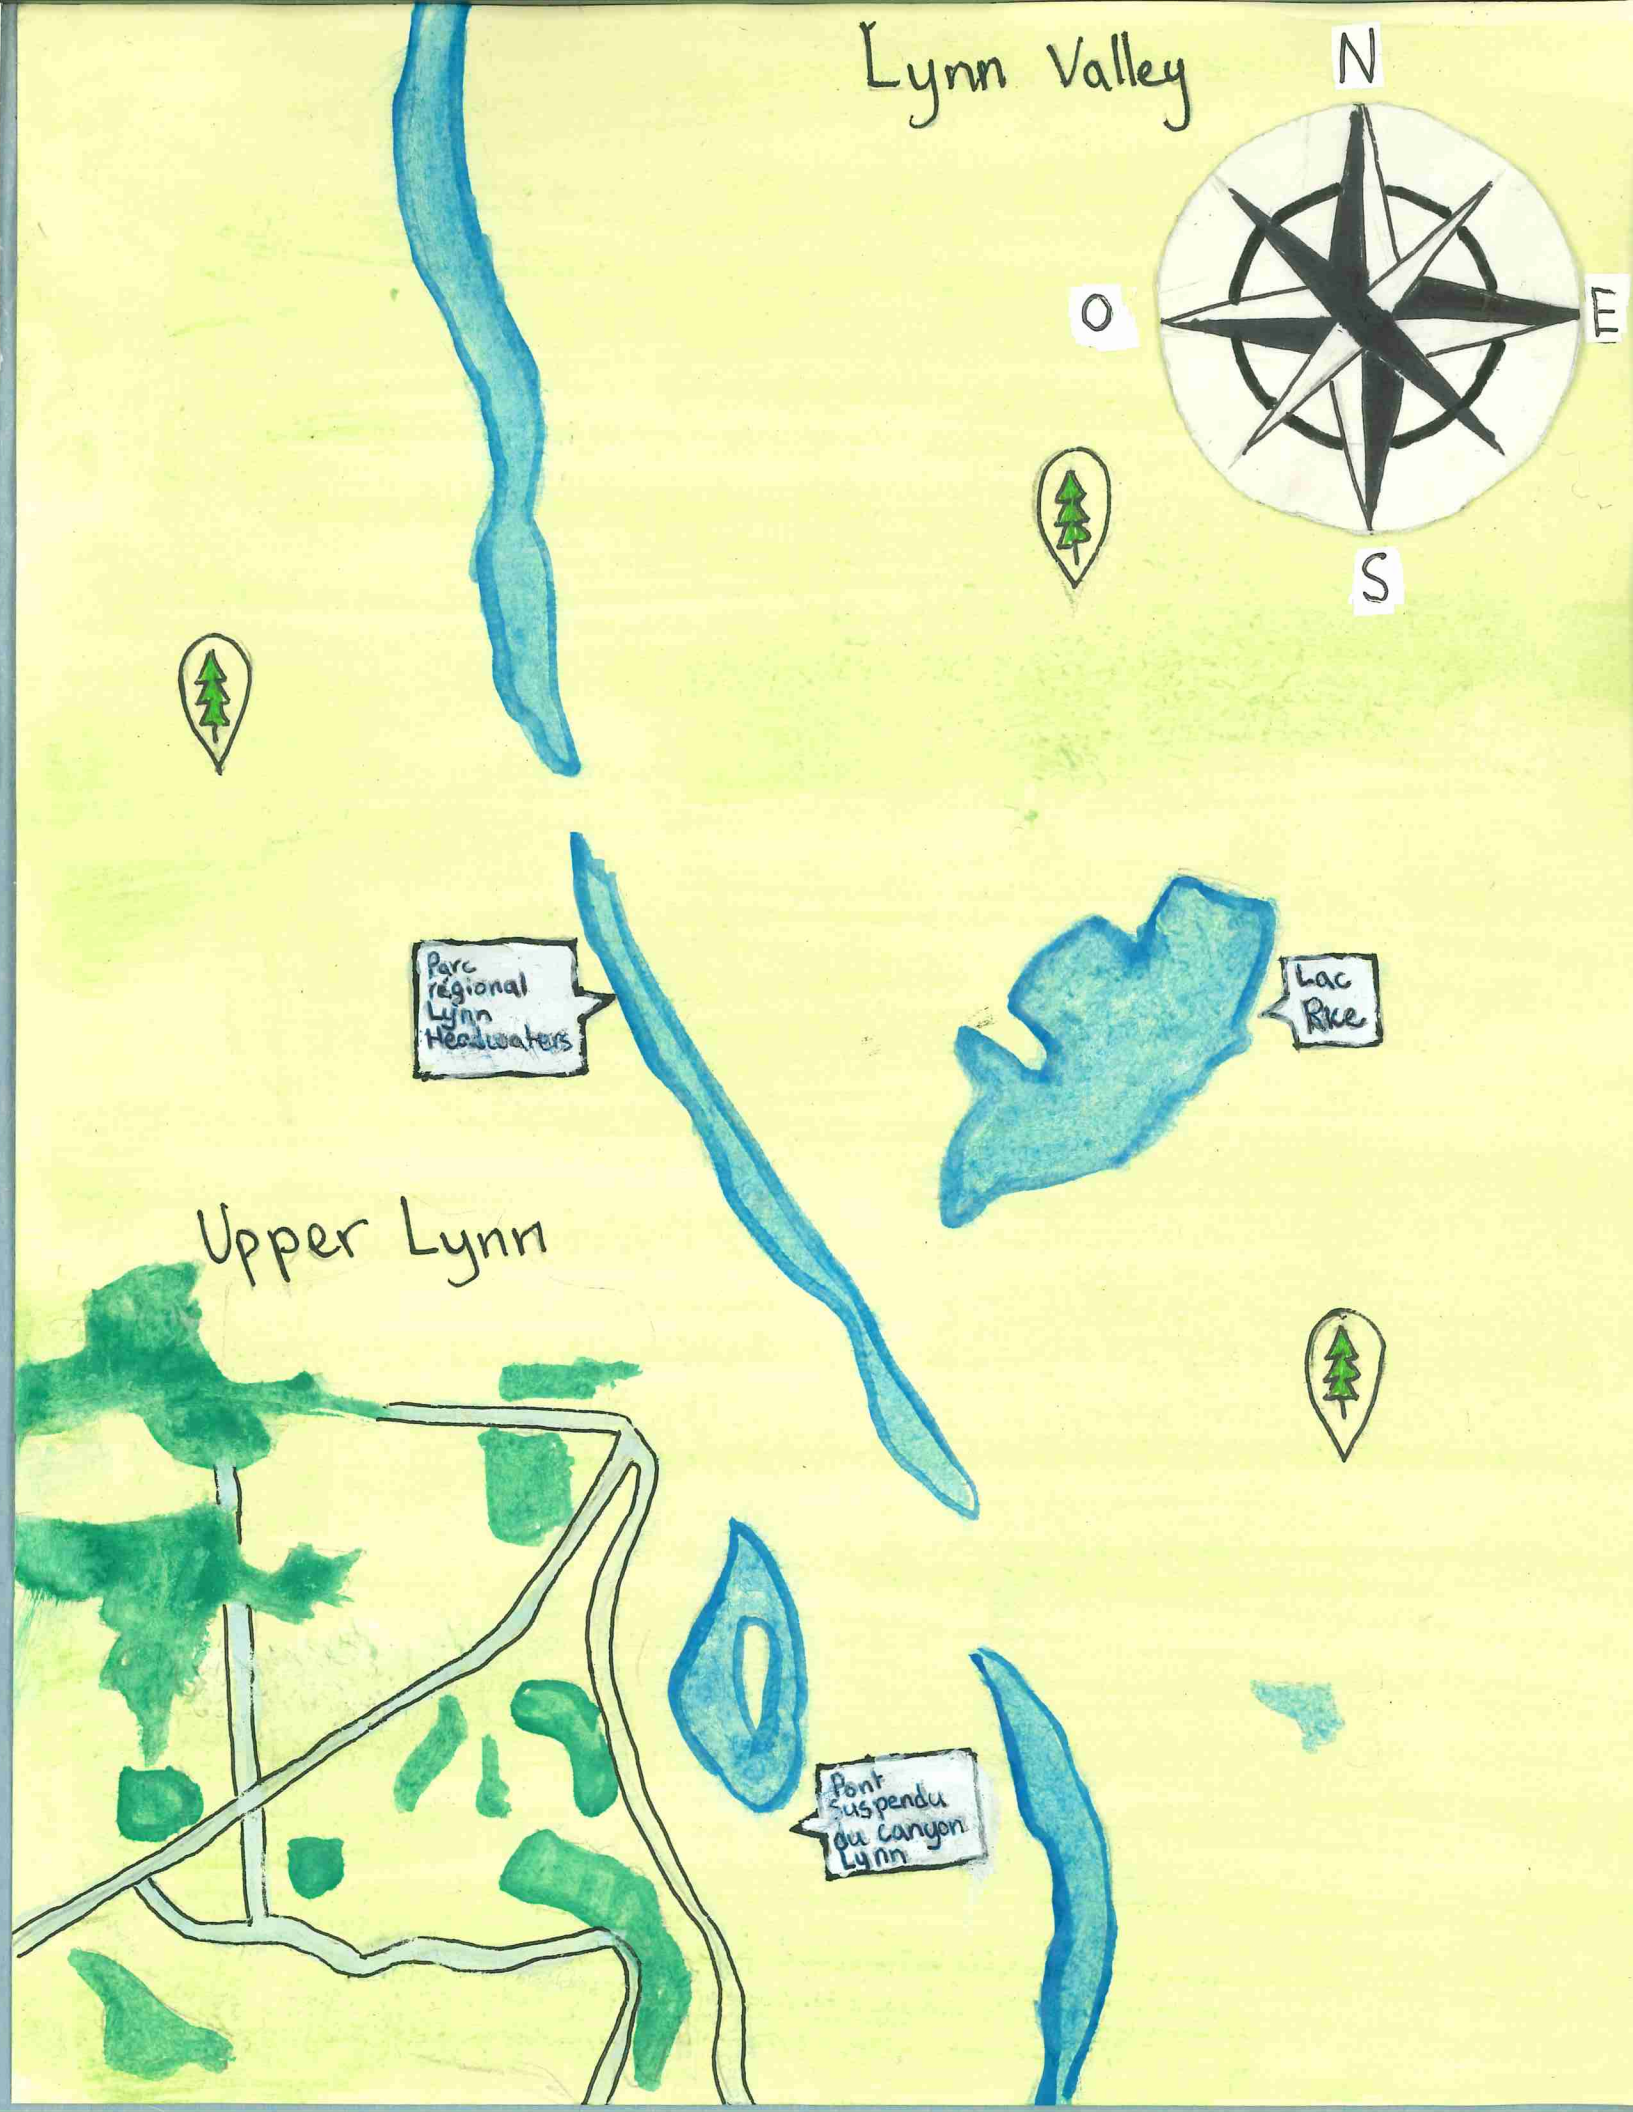 Lynn Valley
N
O
E
S
Parc
régional
Lynn
Headwaters
Lac
Rice
Upper Lynn
Pont
suspendu
du canyon
Lynn